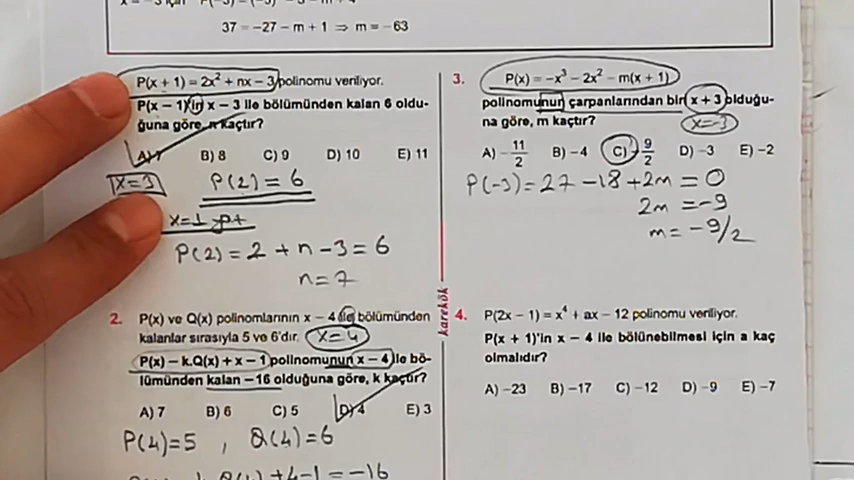 37 = −27 − m + 1 ⇒ m = −63
P(x + 1) = 2x² + nx − 3 polinomu veriliyor.
P(x − 1)'in x − 3 ile bölümünden kalan 6 oldu-
ğuna göre, n kaçtır?
A) 7 B) 8 C) 9 D) 10 E) 11
x=3 P(2) = 6
x=1
P(2) = 2 + n - 3 = 6
n = 7
2. P(x) ve Q(x) polinomlarının x − 4 ile bölümünden
kalanlar sırasıyla 5 ve 6'dır. x=4
P(x) − k.Q(x) + x − 1 polinomunun x − 4 ile bö-
lümünden kalan −16 olduğuna göre, k kaçtır?
A) 7 B) 6 C) 5 D) 4 E) 3
P(4)=5 , Q(4)=6
Q(4) +4-1 = -16
karekök
3. P(x) = −x³ − 2x² − m(x + 1)
polinomunun çarpanlarından biri x + 3 olduğu-
na göre, m kaçtır? x=-3
A) −11/2 B) −4 C) −9/2 D) −3 E) −2
P(-3) = 27 - 18 + 2m = 0
2m = -9
m = -9/2
4. P(2x − 1) = x⁴ + ax − 12 polinomu veriliyor.
P(x + 1)'in x − 4 ile bölünebilmesi için a kaç
olmalıdır?
A) −23 B) −17 C) −12 D) −9 E) −7